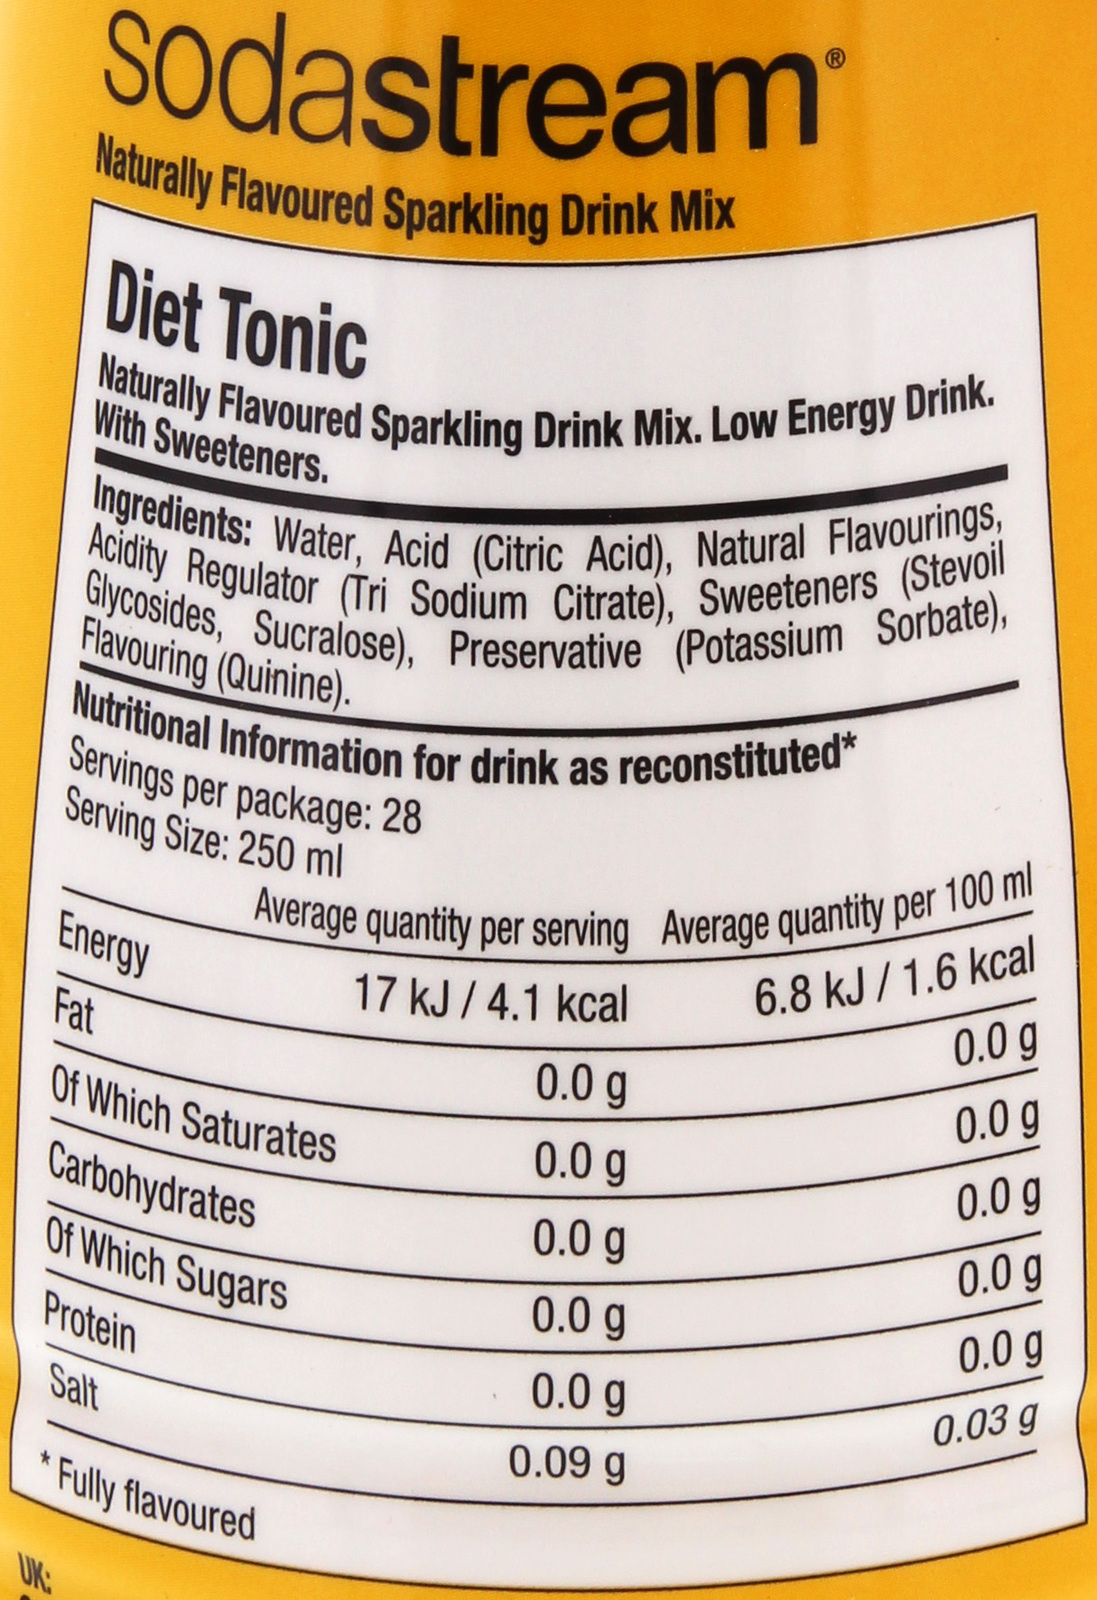 sodastream®
Naturally Flavoured Sparkling Drink Mix
Diet Tonic
Naturally Flavoured Sparkling Drink Mix. Low Energy Drink.
With Sweeteners.
Ingredients: Water, Acid (Citric Acid), Natural Flavourings,
Acidity Regulator (Tri Sodium Citrate), Sweeteners (Stevoil
Glycosides, Sucralose), Preservative (Potassium Sorbate),
Flavouring (Quinine).
Nutritional Information for drink as reconstituted*
Servings per package: 28
Serving Size: 250 ml
Average quantity per serving Average quantity per 100 ml
Energy 17 kJ / 4.1 kcal 6.8 kJ / 1.6 kcal
Fat 0.0 g 0.0 g
Of Which Saturates 0.0 g 0.0 g
Carbohydrates 0.0 g 0.0 g
Of Which Sugars 0.0 g 0.0 g
Protein 0.0 g 0.0 g
Salt 0.09 g 0.03 g
* Fully flavoured
UK: